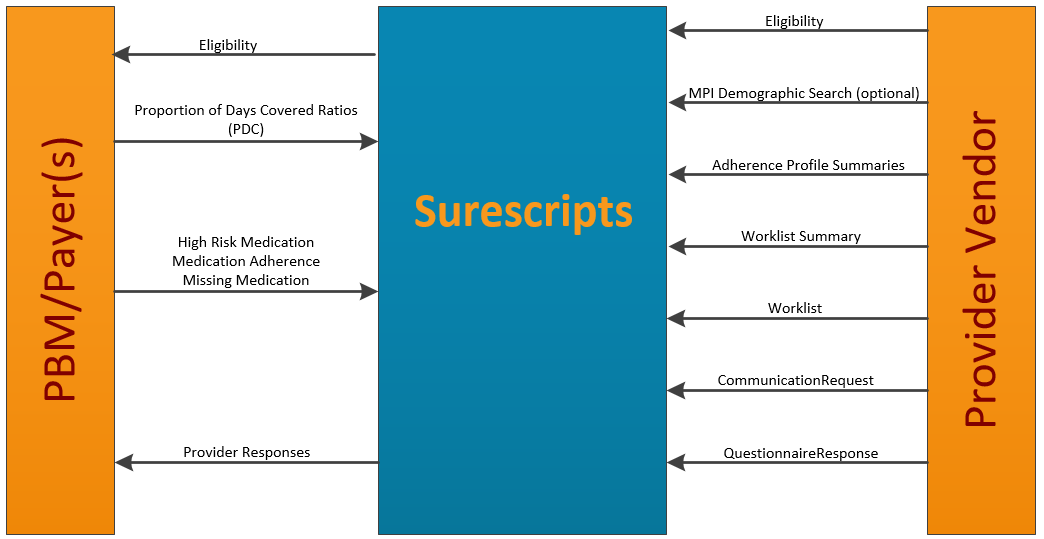 PBM/Payer(s)
Eligibility
Proportion of Days Covered Ratios
(PDC)
High Risk Medication
Medication Adherence
Missing Medication
Provider Responses
Surescripts
Eligibility
MPI Demographic Search (optional)
Adherence Profile Summaries
Worklist Summary
Worklist
CommunicationRequest
QuestionnaireResponse
Provider Vendor